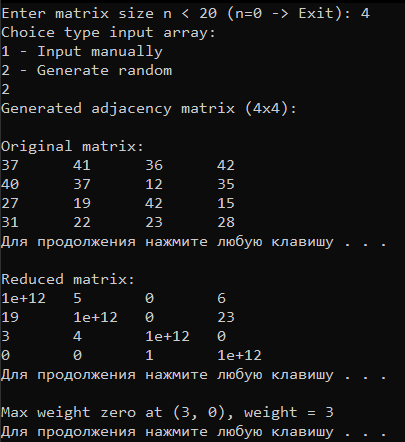 Enter matrix size n < 20 (n=0 -> Exit): 4
Choice type input array:
1 - Input manually
2 - Generate random
2
Generated adjacency matrix (4x4):
Original matrix:
37 41 36 42
40 37 12 35
27 19 42 15
31 22 23 28
Для продолжения нажмите любую клавишу . . .
Reduced matrix:
1e+12 5 0 6
19 1e+12 0 23
3 4 1e+12 0
0 0 1 1e+12
Для продолжения нажмите любую клавишу . . .
Max weight zero at (3, 0), weight = 3
Для продолжения нажмите любую клавишу . . .